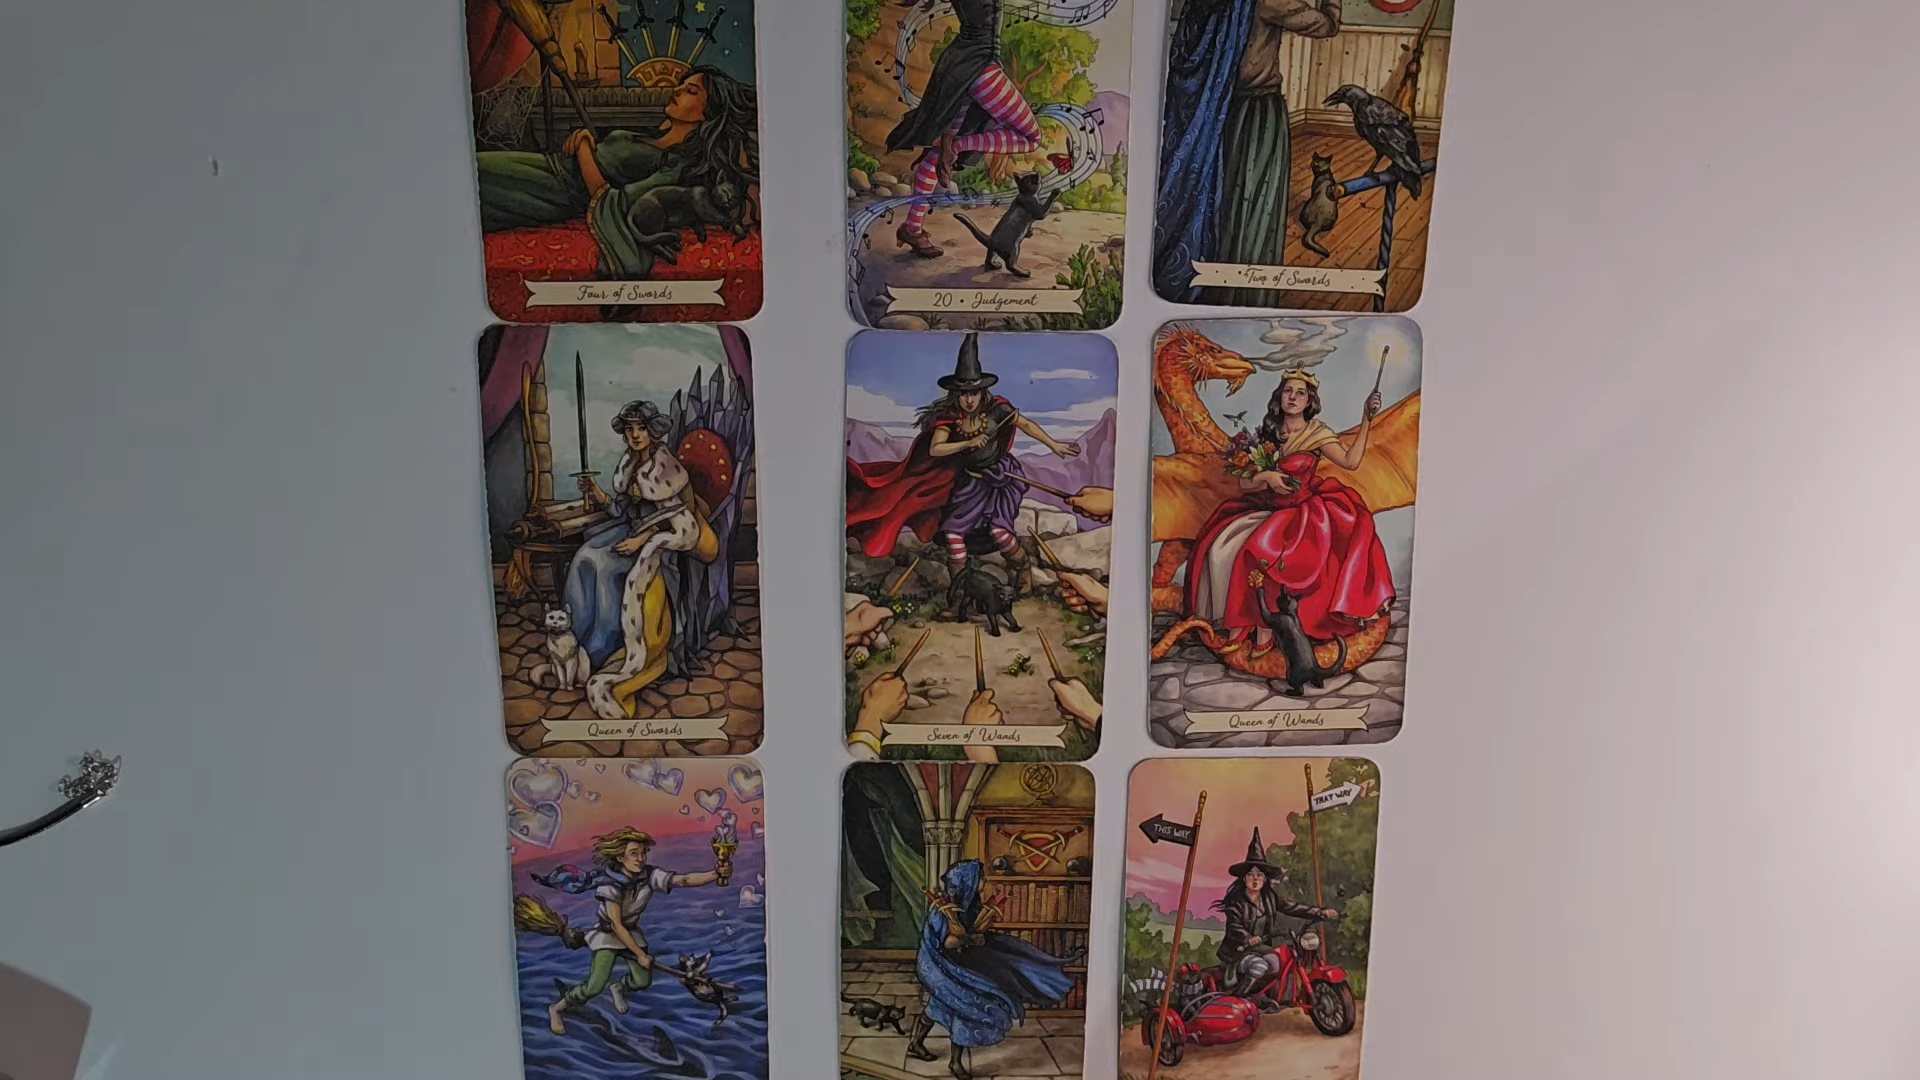 Four of Swords
20 • Judgement
Two of Swords
Queen of Swords
Seven of Wands
Queen of Wands
THIS WAY
THAT WAY